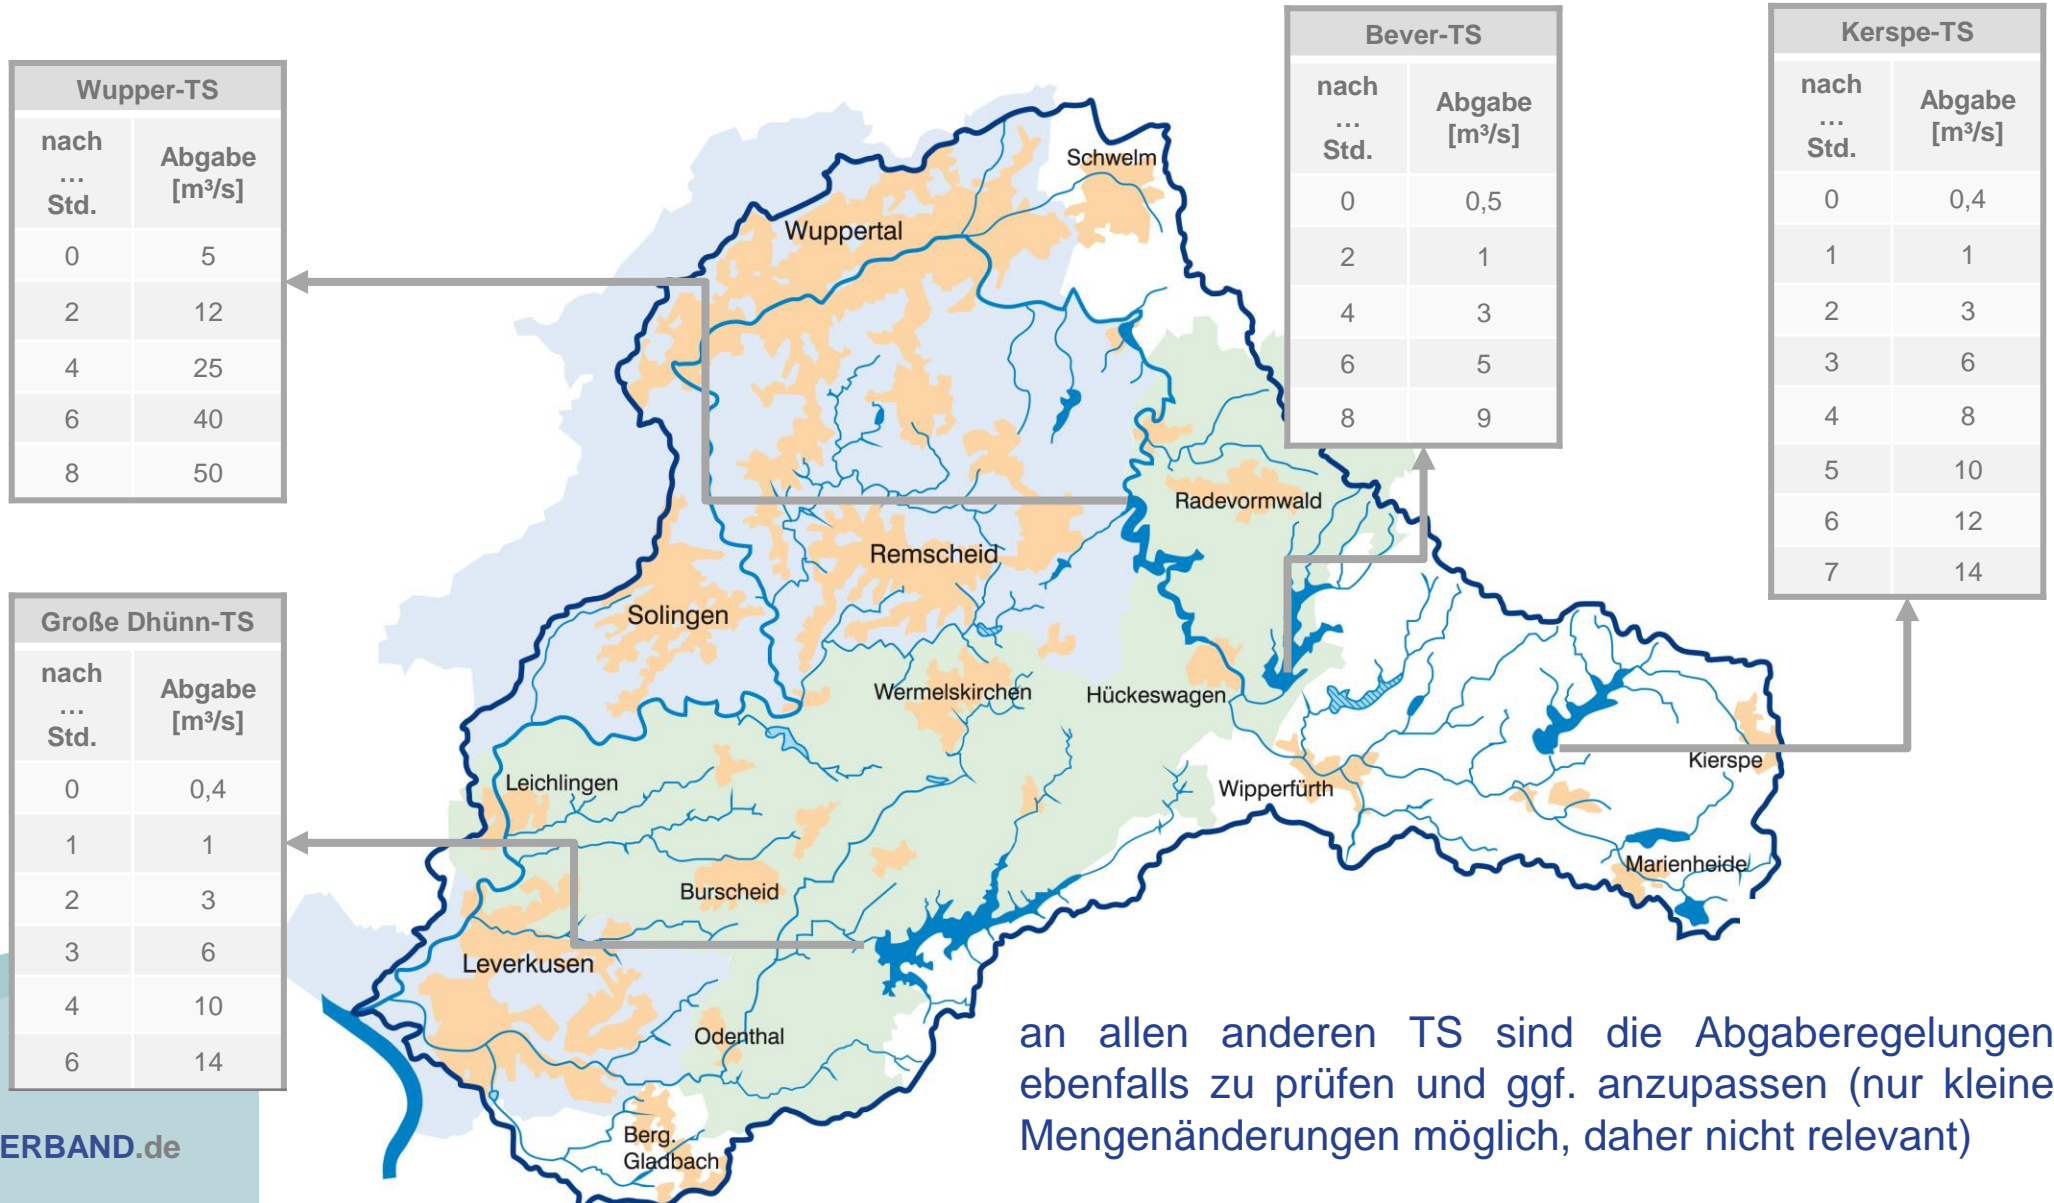 Wupper-TS
nach
…
Std.
Abgabe
[m³/s]
0 5
2 12
4 25
6 40
8 50
Große Dhünn-TS
nach
…
Std.
Abgabe
[m³/s]
0 0,4
1 1
2 3
3 6
4 10
6 14
Bever-TS
nach
…
Std.
Abgabe
[m³/s]
0 0,5
2 1
4 3
6 5
8 9
Kerspe-TS
nach
…
Std.
Abgabe
[m³/s]
0 0,4
1 1
2 3
3 6
4 8
5 10
6 12
7 14
Schwelm
Wuppertal
Radevormwald
Remscheid
Solingen
Wermelskirchen
Hückeswagen
Leichlingen
Wipperfürth
Kierspe
Marienheide
Burscheid
Leverkusen
Odenthal
Berg.
Gladbach
an allen anderen TS sind die Abgaberegelungen
ebenfalls zu prüfen und ggf. anzupassen (nur kleine
Mengenänderungen möglich, daher nicht relevant)
ERBAND.de